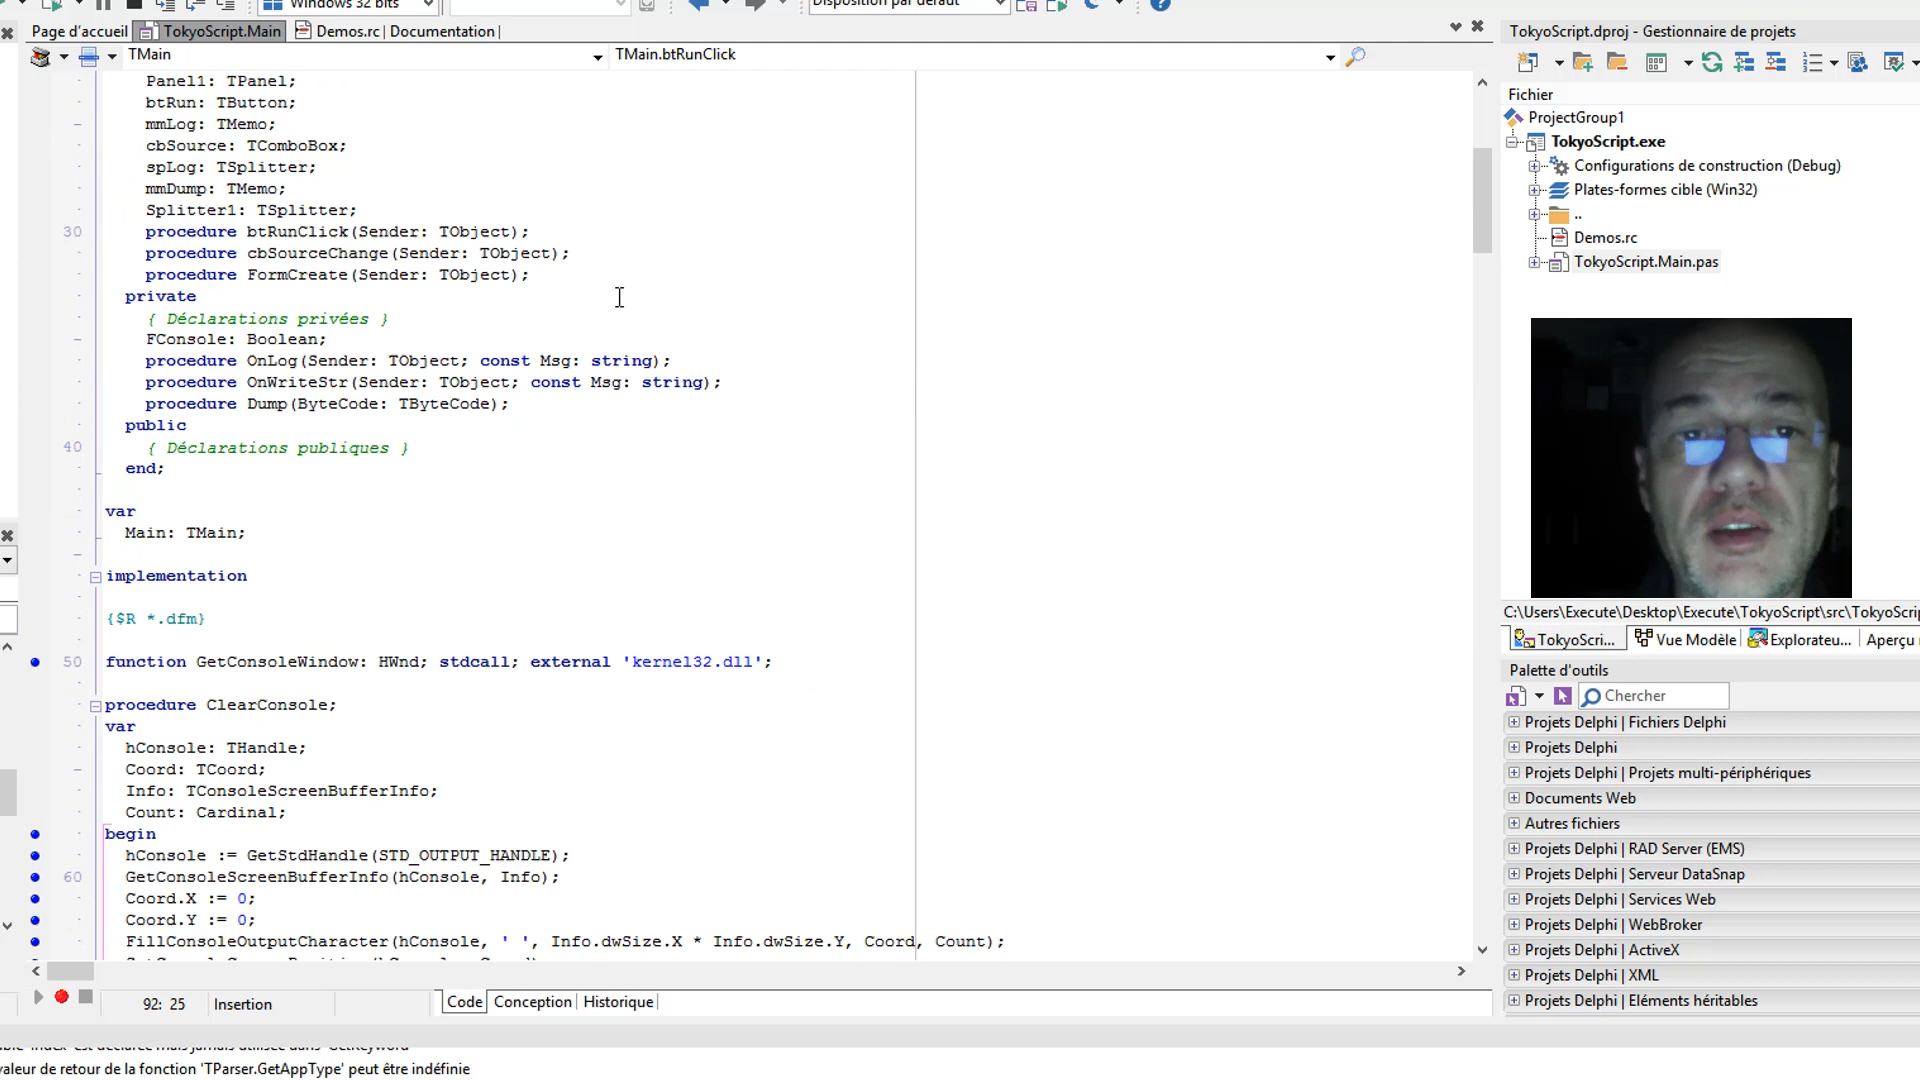 Windows 32 bits
Disposition par défaut
Page d'accueil
TokyoScript.Main
Demos.rc
Documentation
TokyoScript.dproj - Gestionnaire de projets
TMain
TMain.btRunClick
Panel1: TPanel;
btRun: TButton;
mmLog: TMemo;
cbSource: TComboBox;
spLog: TSplitter;
mmDump: TMemo;
Splitter1: TSplitter;
30 procedure btRunClick(Sender: TObject);
procedure cbSourceChange(Sender: TObject);
procedure FormCreate(Sender: TObject);
private
{ Déclarations privées }
FConsole: Boolean;
procedure OnLog(Sender: TObject; const Msg: string);
procedure OnWriteStr(Sender: TObject; const Msg: string);
procedure Dump(ByteCode: TByteCode);
public
40 { Déclarations publiques }
end;
var
Main: TMain;
implementation
{$R *.dfm}
50 function GetConsoleWindow: HWnd; stdcall; external 'kernel32.dll';
procedure ClearConsole;
var
hConsole: THandle;
Coord: TCoord;
Info: TConsoleScreenBufferInfo;
Count: Cardinal;
begin
hConsole := GetStdHandle(STD_OUTPUT_HANDLE);
60 GetConsoleScreenBufferInfo(hConsole, Info);
Coord.X := 0;
Coord.Y := 0;
FillConsoleOutputCharacter(hConsole, ' ', Info.dwSize.X * Info.dwSize.Y, Coord, Count);
92: 25
Insertion
Code
Conception
Historique
valeur de retour de la fonction 'TParser.GetAppType' peut être indéfinie
Fichier
ProjectGroup1
TokyoScript.exe
Configurations de construction (Debug)
Plates-formes cible (Win32)
..
Demos.rc
TokyoScript.Main.pas
C:\Users\Execute\Desktop\Execute\TokyoScript\src\TokyoScrip
TokyoScri...
Vue Modèle
Explorateu...
Aperçu
Palette d'outils
Chercher
Projets Delphi | Fichiers Delphi
Projets Delphi
Projets Delphi | Projets multi-périphériques
Documents Web
Autres fichiers
Projets Delphi | RAD Server (EMS)
Projets Delphi | Serveur DataSnap
Projets Delphi | Services Web
Projets Delphi | WebBroker
Projets Delphi | ActiveX
Projets Delphi | XML
Projets Delphi | Eléments héritables